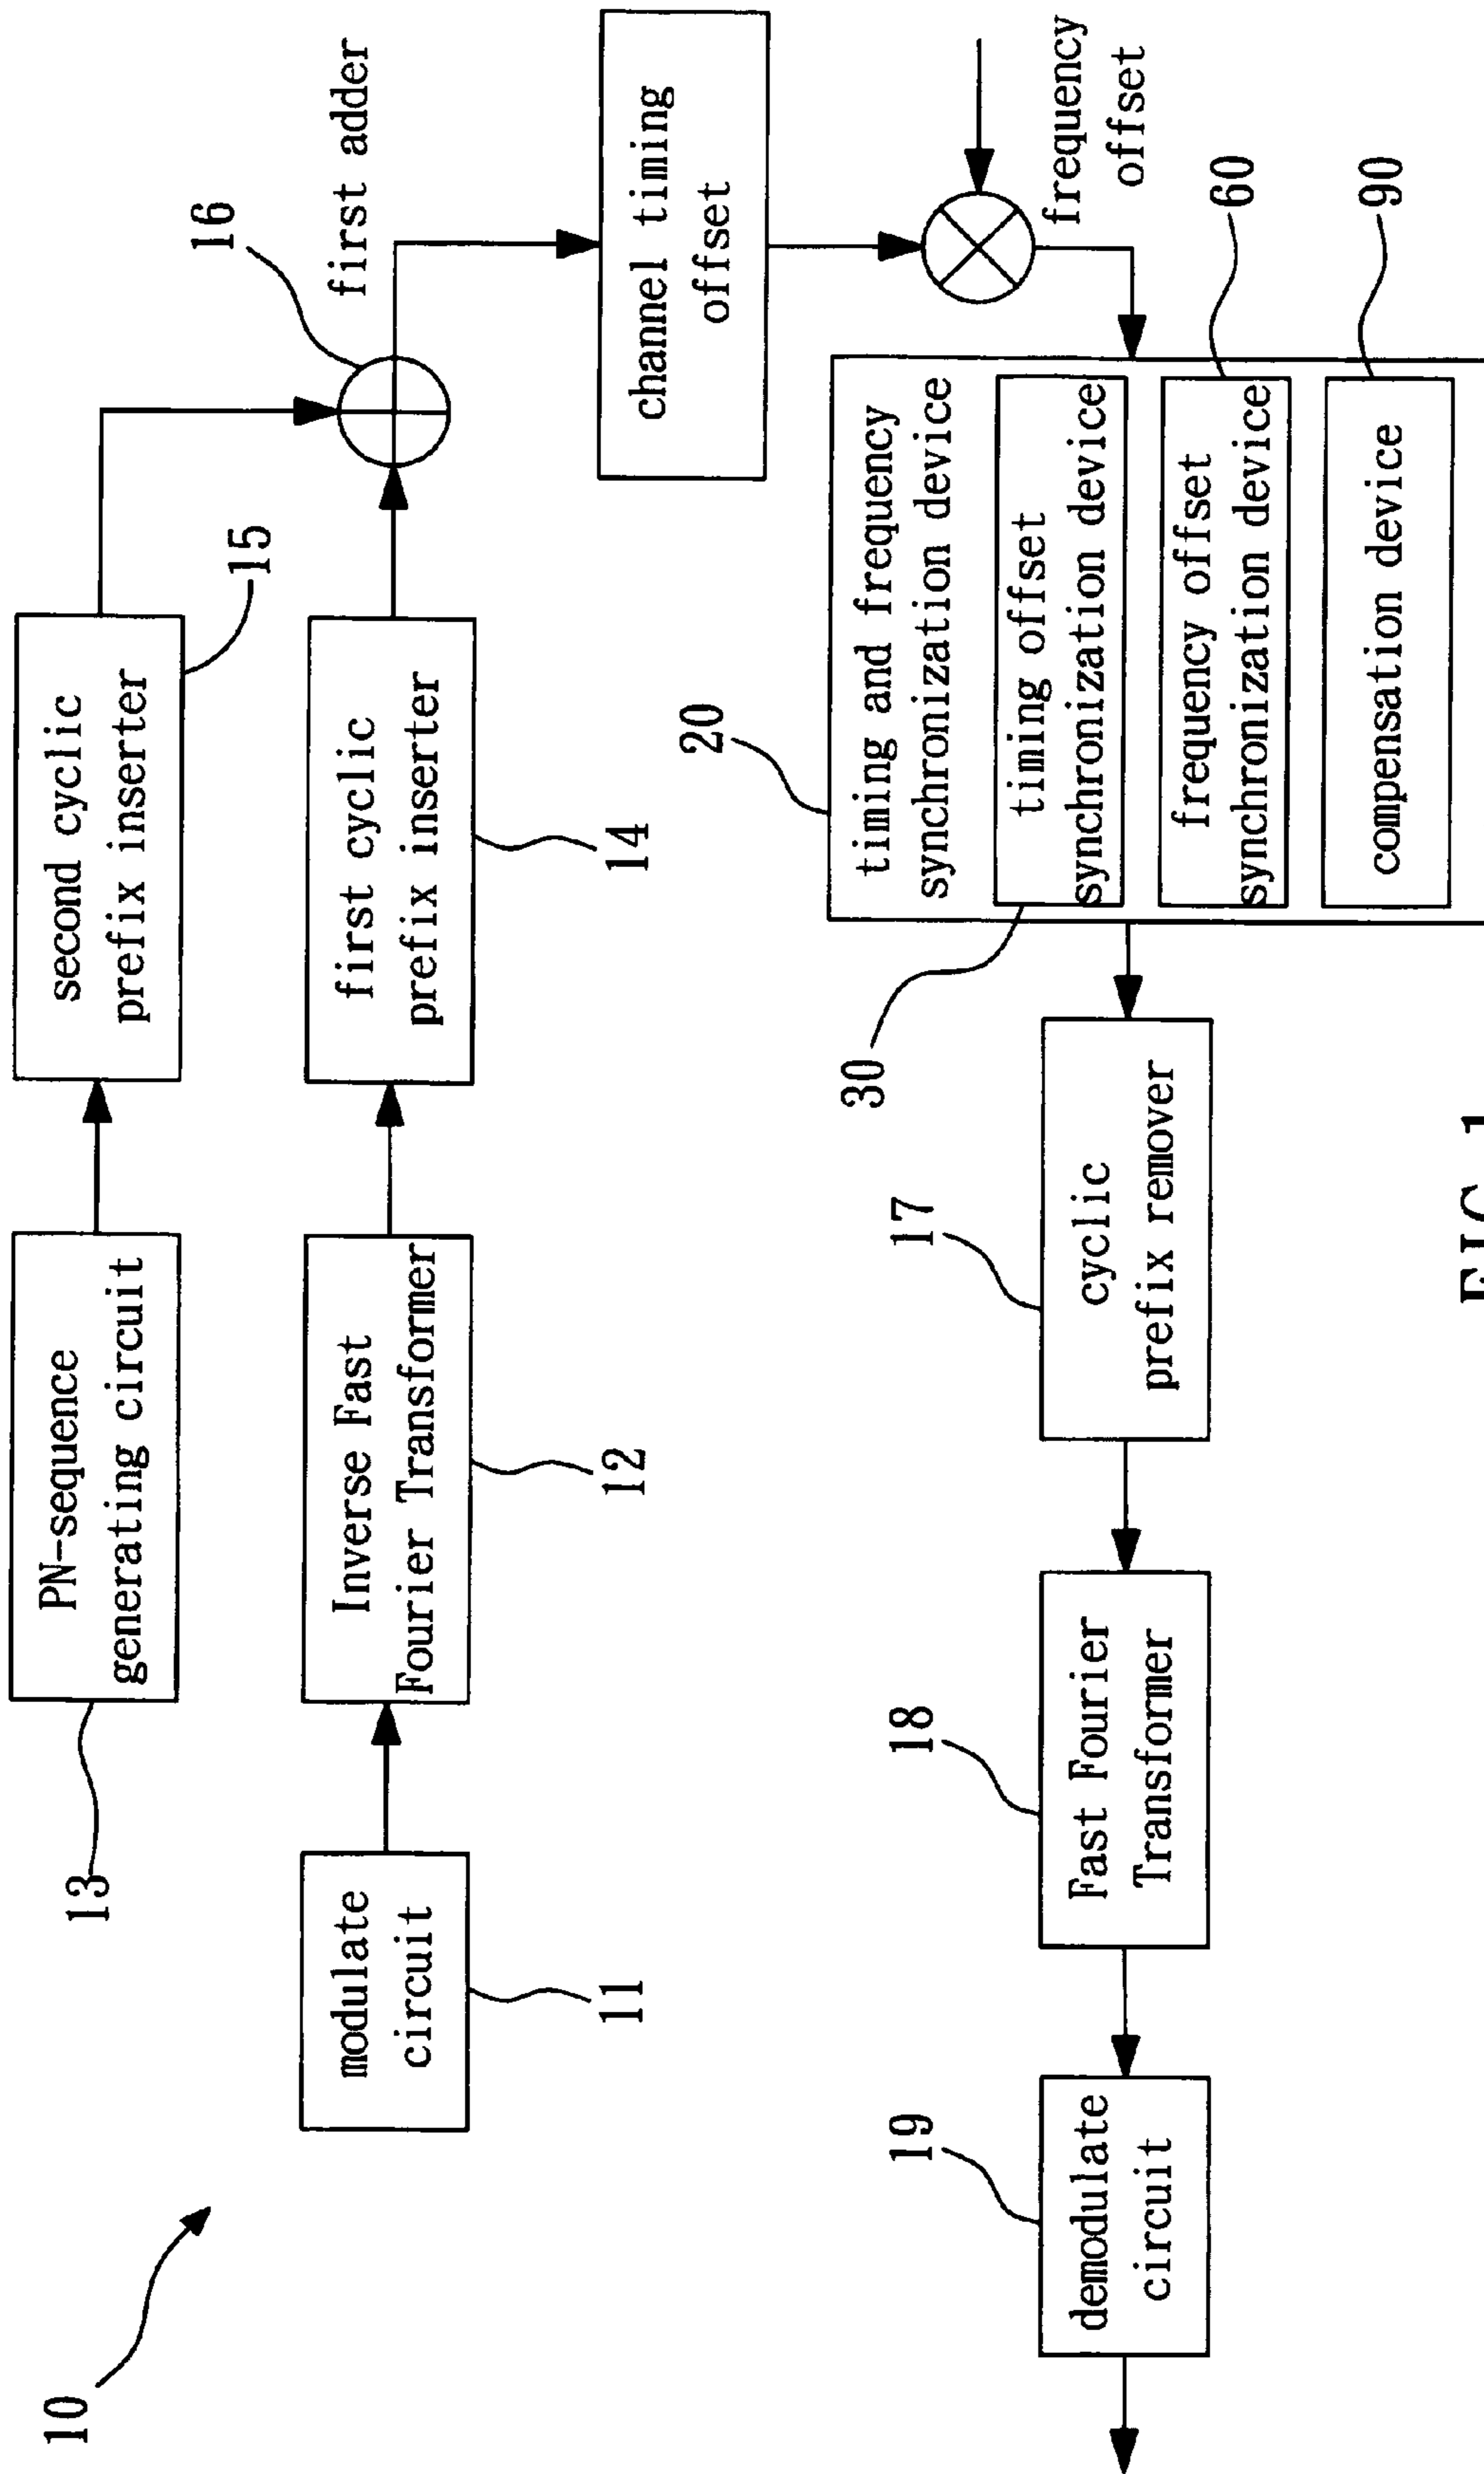 10
13
PN-sequence
generating circuit
second cyclic
prefix inserter
15
16
first adder
modulate
circuit
11
Inverse Fast
Fourier Transformer
12
first cyclic
prefix inserter
14
channel timing
offset
frequency
offset
20
timing and frequency
synchronization device
30
timing offset
synchronization device
60
frequency offset
synchronization device
90
compensation device
17
cyclic
prefix remover
18
Fast Fourier
Transformer
19
demodulate
circuit
FIG. 1